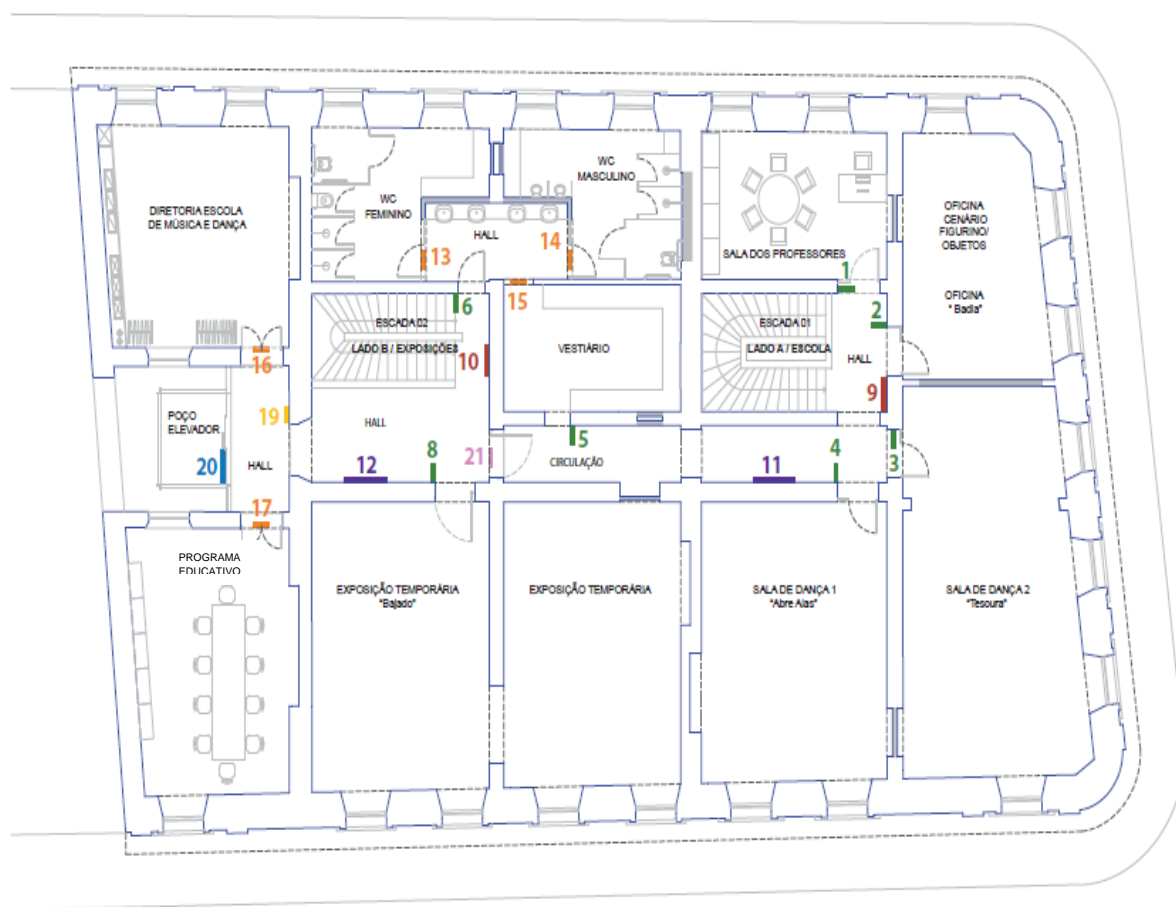 DIRETORIA ESCOLA
DE MÚSICA E DANÇA
WC
FEMININO
WC
MASCULINO
HALL
13
14
15
SALA DOS PROFESSORES
1
OFICINA
CENÁRIO
FIGURINO/
OBJETOS
OFICINA
" Badia"
2
6
ESCADA 02
LADO B / EXPOSIÇÕES
10
VESTIÁRIO
ESCADA 01
LADO A / ESCOLA
HALL
9
16
19
POÇO
ELEVADOR
20
HALL
17
HALL
12
8
21
5
CIRCULAÇÃO
11
4
3
PROGRAMA
EDUCATIVO
EXPOSIÇÃO TEMPORÁRIA
"Bajado"
EXPOSIÇÃO TEMPORÁRIA
SALA DE DANÇA 1
"Abre Alas"
SALA DE DANÇA 2
"Tesoura"